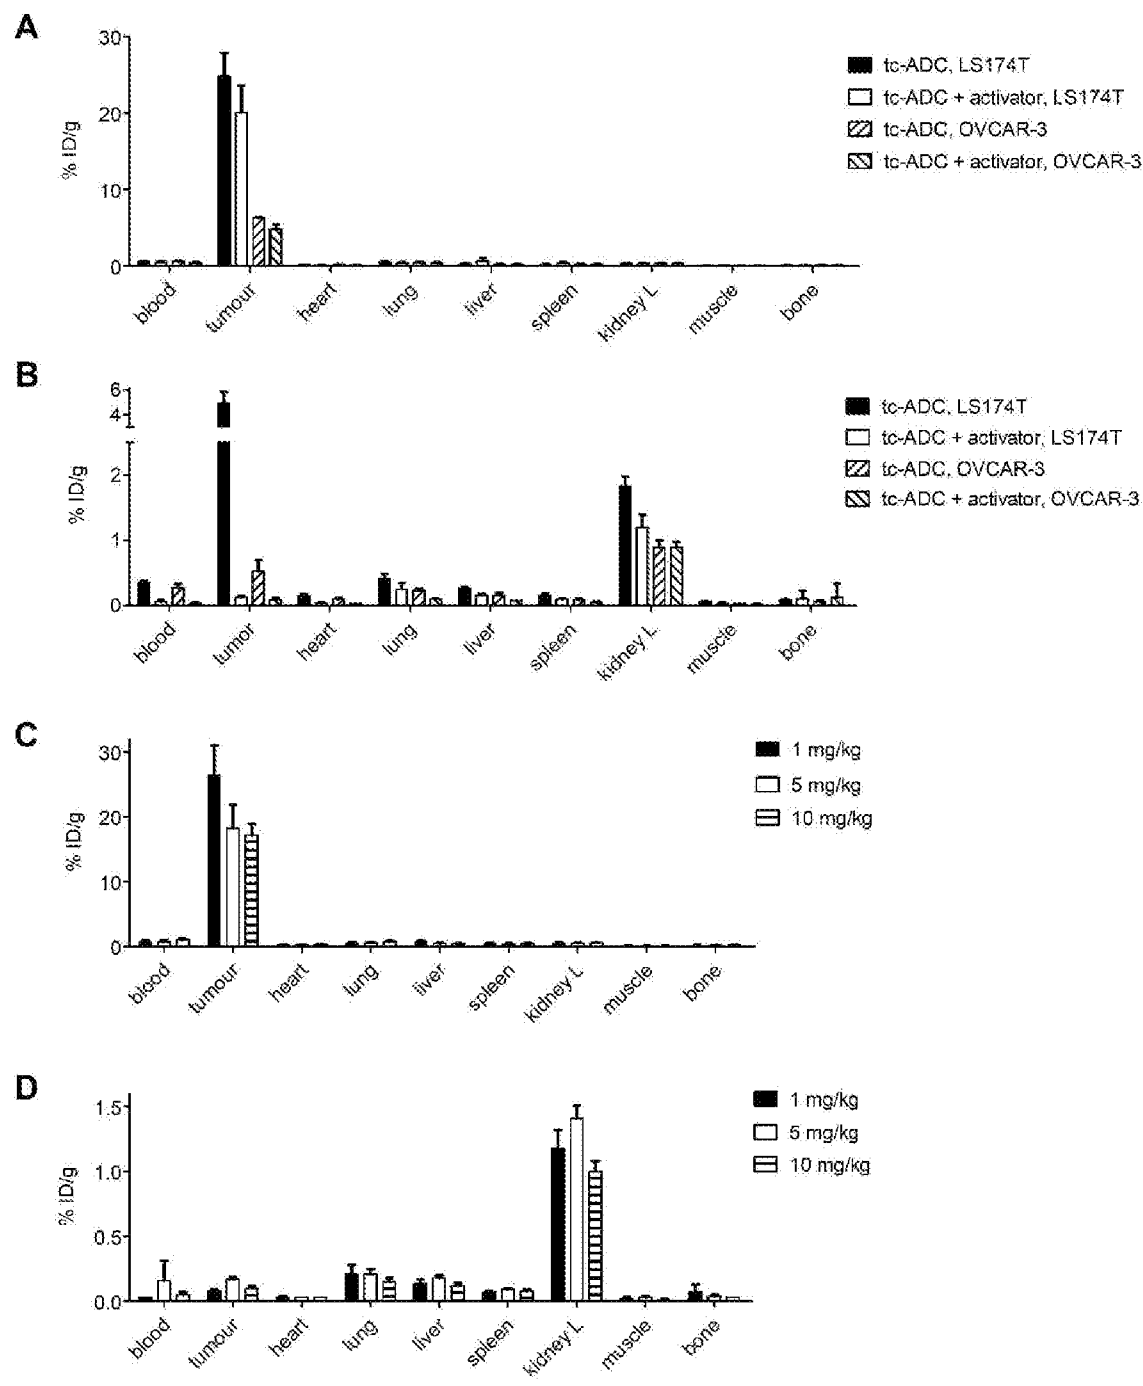 A
30
20
10
0
% ID/g
blood
tumour
heart
lung
liver
spleen
kidney L
muscle
bone
tc-ADC, LS174T
tc-ADC + activator, LS174T
tc-ADC, OVCAR-3
tc-ADC + activator, OVCAR-3
B
6
4
2
1
0
% ID/g
blood
tumor
heart
lung
liver
spleen
kidney L
muscle
bone
tc-ADC, LS174T
tc-ADC + activator, LS174T
tc-ADC, OVCAR-3
tc-ADC + activator, OVCAR-3
C
30
20
10
0
% ID/g
blood
tumour
heart
lung
liver
spleen
kidney L
muscle
bone
1 mg/kg
5 mg/kg
10 mg/kg
D
1.5
1.0
0.5
0.0
% ID/g
blood
tumour
heart
lung
liver
spleen
kidney L
muscle
bone
1 mg/kg
5 mg/kg
10 mg/kg